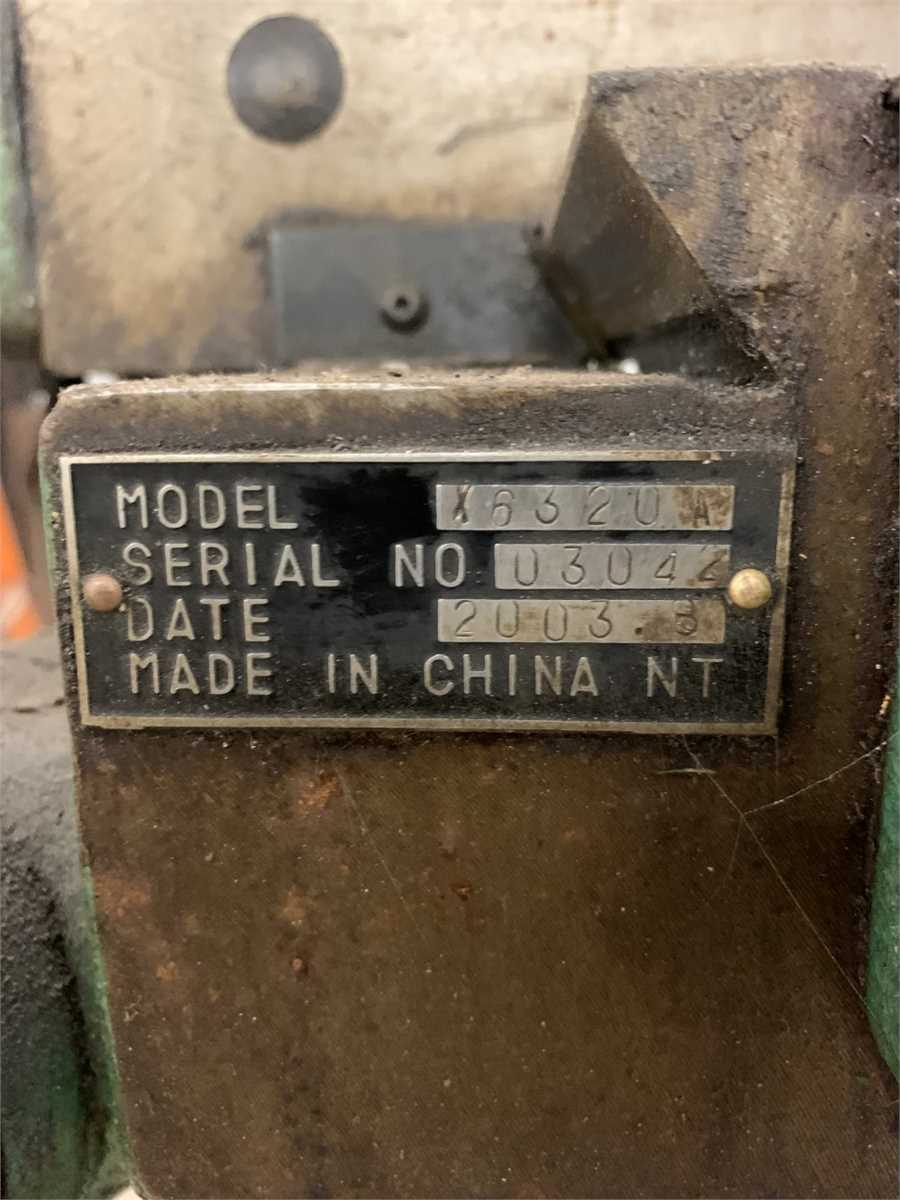 MODEL X6320A
SERIAL NO 03042
DATE 2003.8
MADE IN CHINA NT